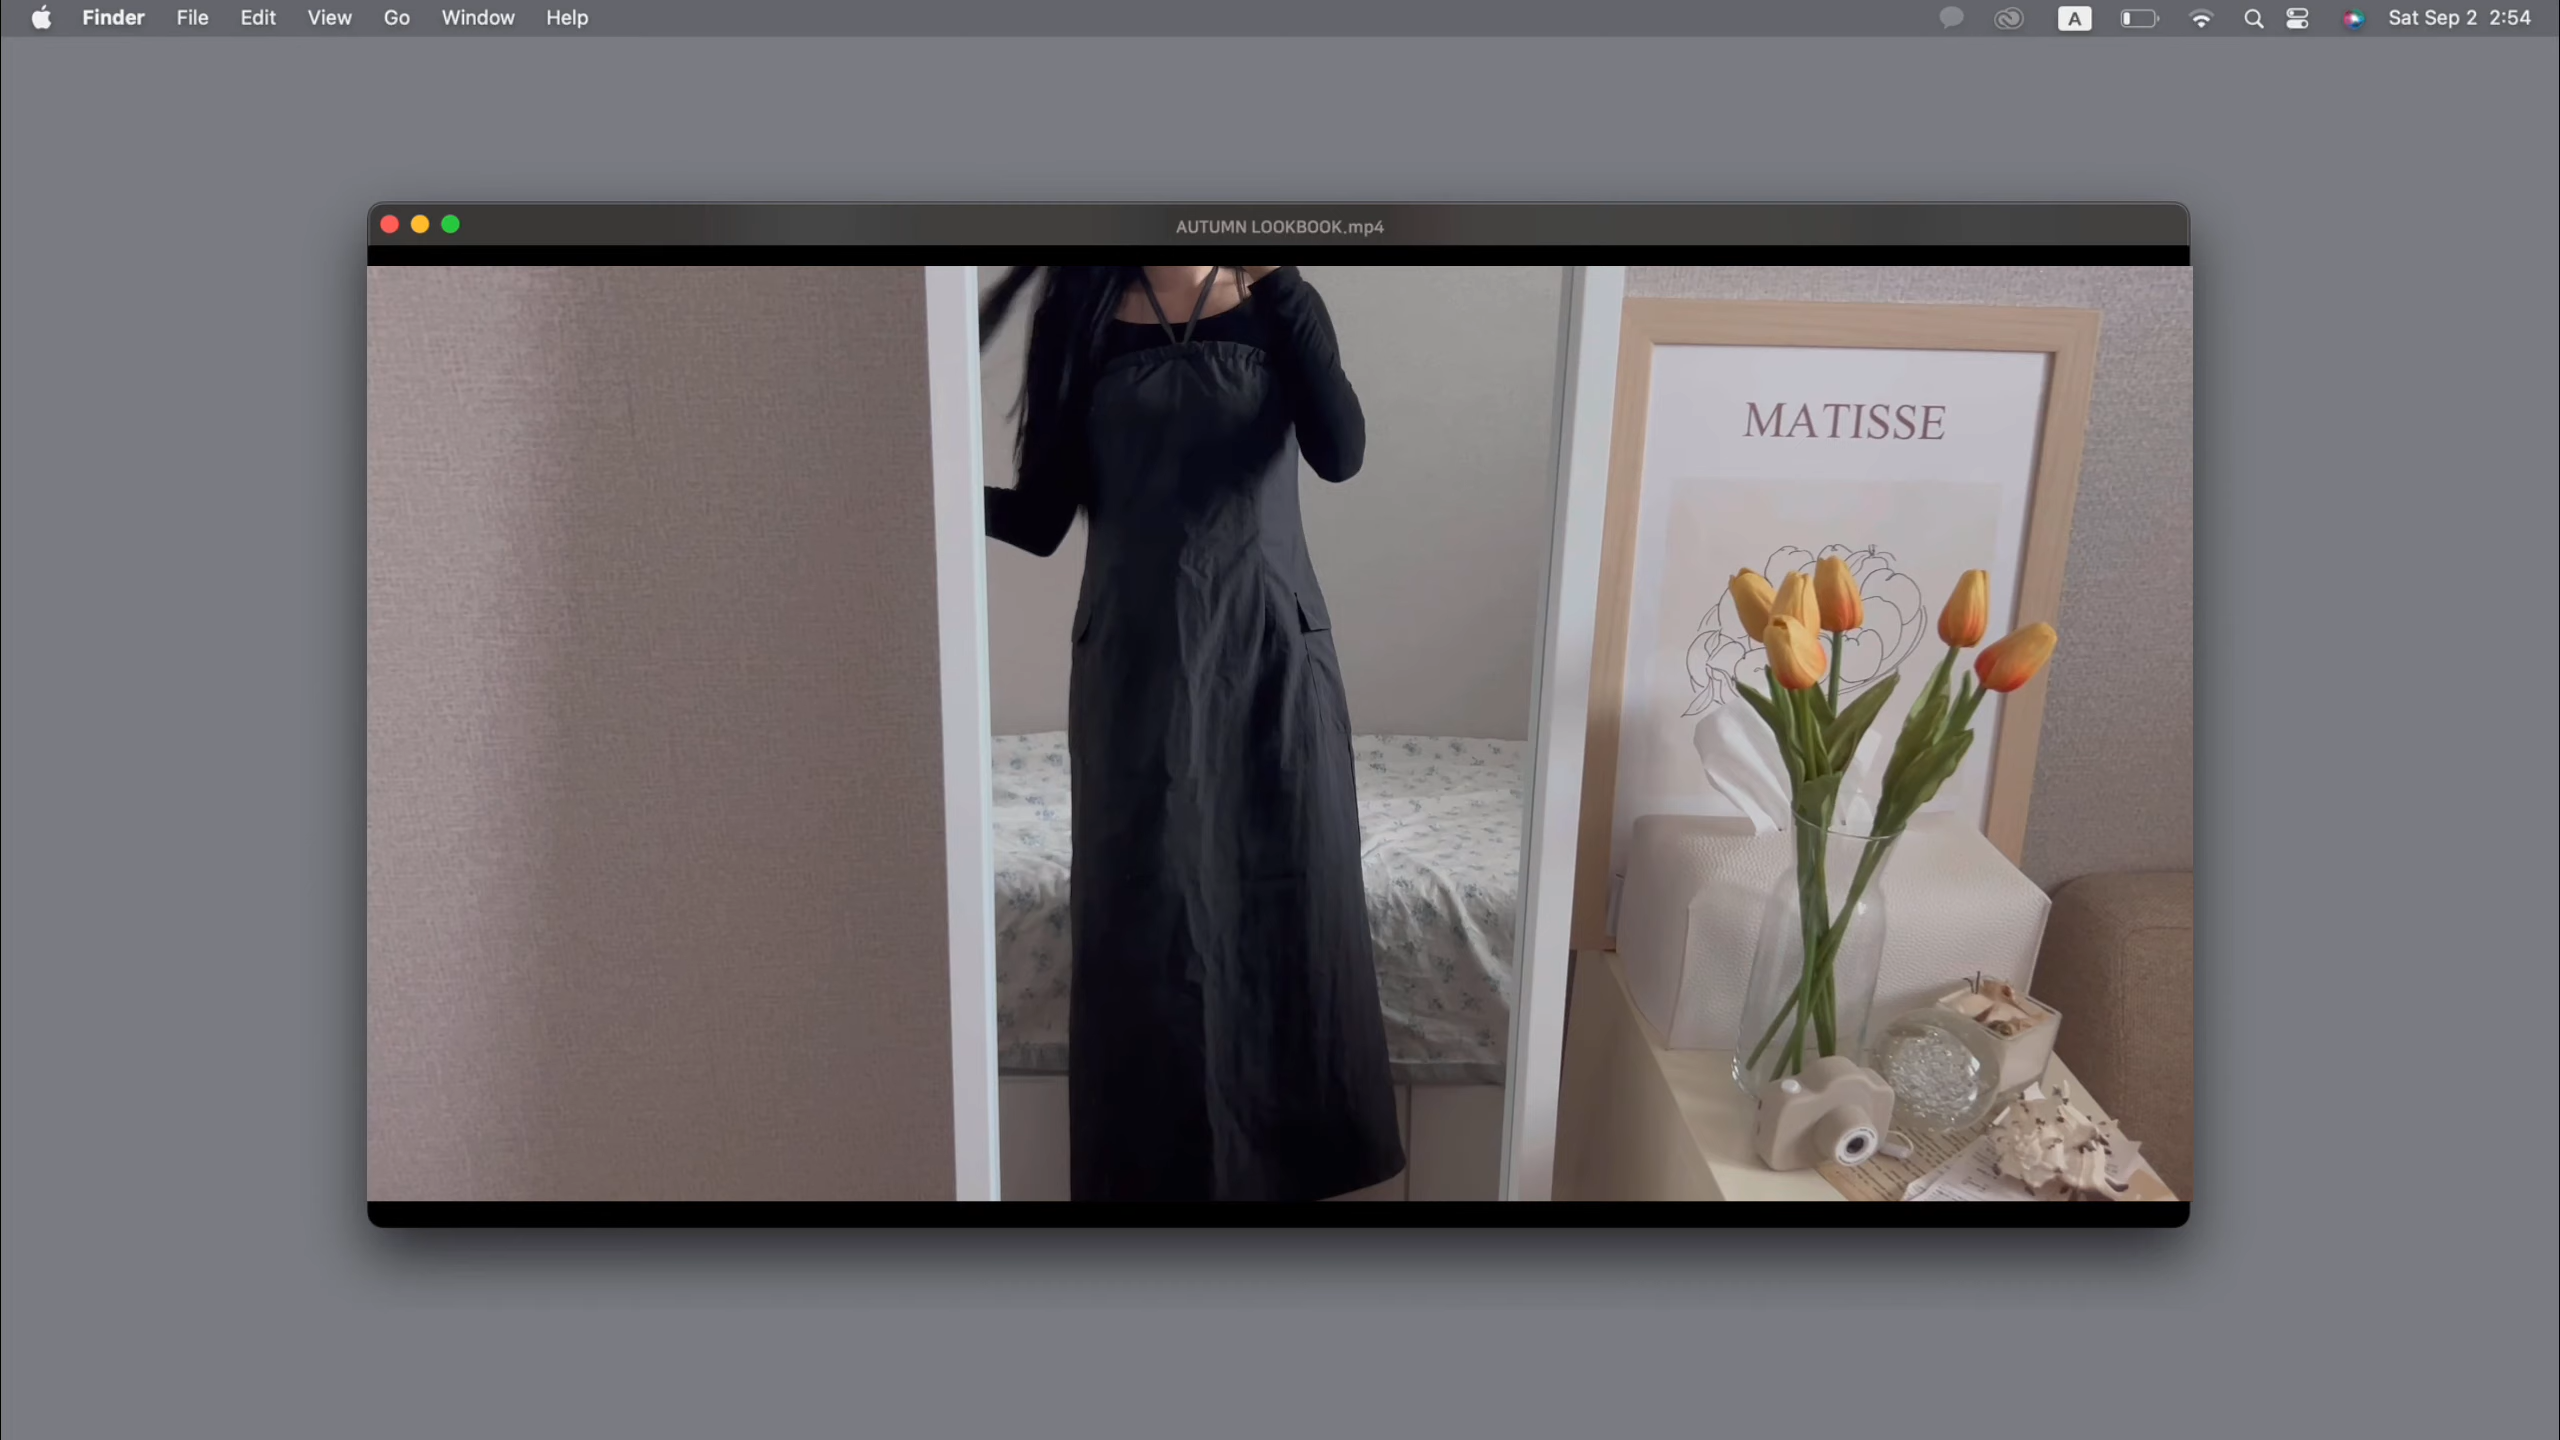 Finder File Edit View Go Window Help A Sat Sep 2 2:54
AUTUMN LOOKBOOK.mp4
MATISSE